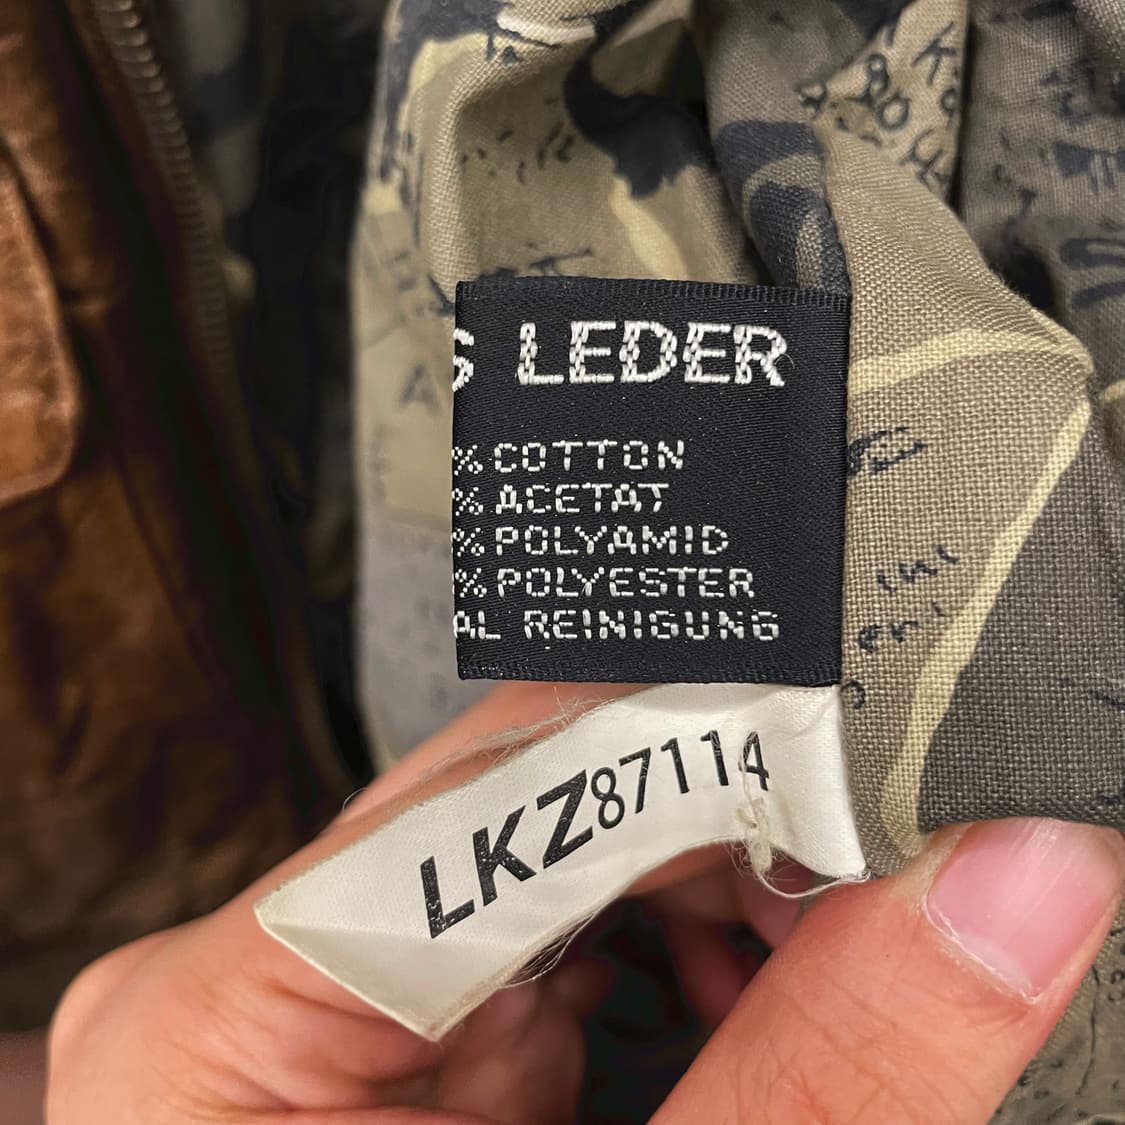 S LEDER
% COTTON
% ACETAT
% POLYAMID
% POLYESTER
AL REINIGUNG
LKZ87114